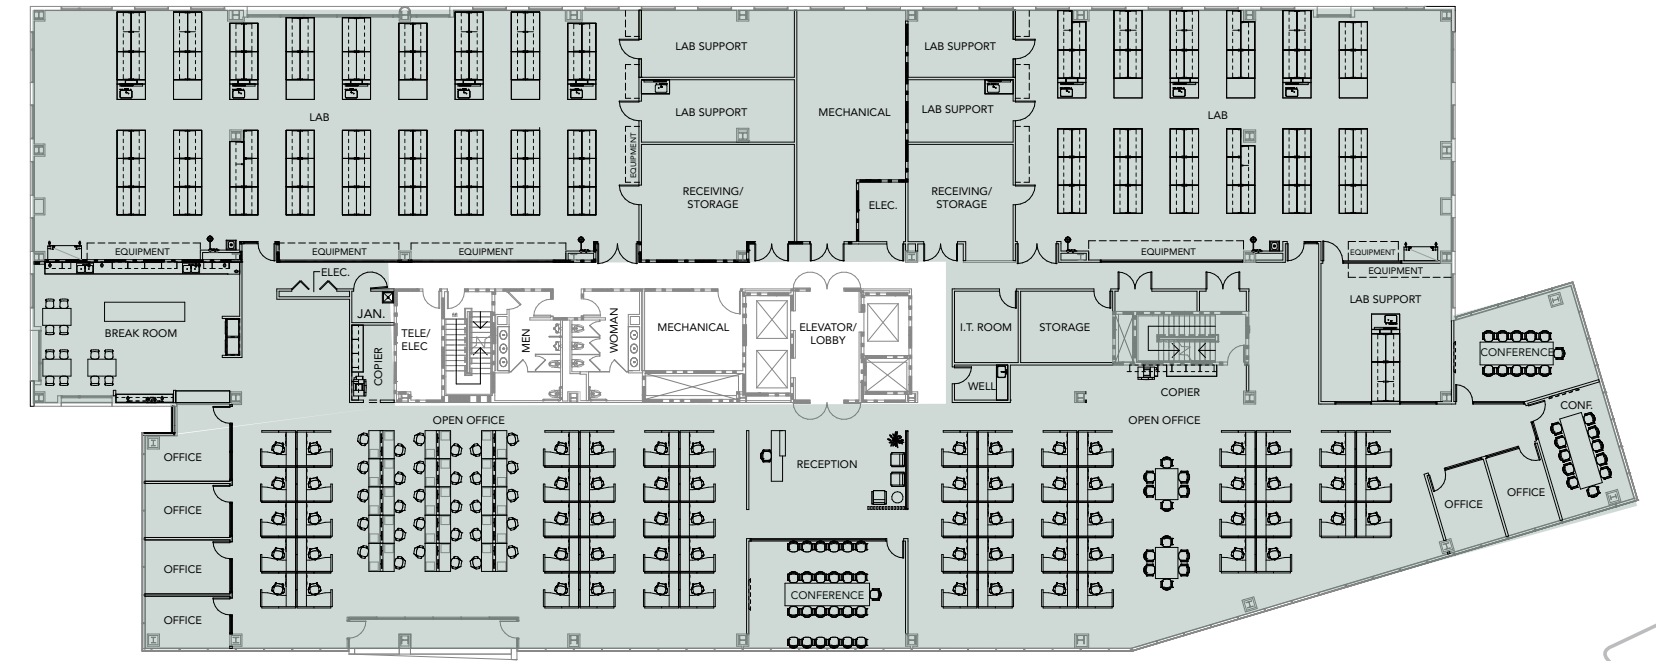 LAB SUPPORT
LAB SUPPORT
LAB SUPPORT
LAB SUPPORT
MECHANICAL
LAB
LAB
EQUIPMENT
RECEIVING/
STORAGE
ELEC.
RECEIVING/
STORAGE
EQUIPMENT
EQUIPMENT
EQUIPMENT
EQUIPMENT
EQUIPMENT
EQUIPMENT
ELEC.
LAB SUPPORT
JAN.
BREAK ROOM
TELE/
ELEC
MEN
WOMAN
MECHANICAL
ELEVATOR/
LOBBY
I.T. ROOM
STORAGE
COPIER
CONFERENCE
WELL
COPIER
CONF.
OPEN OFFICE
OPEN OFFICE
OFFICE
RECEPTION
OFFICE
OFFICE
OFFICE
OFFICE
CONFERENCE
OFFICE